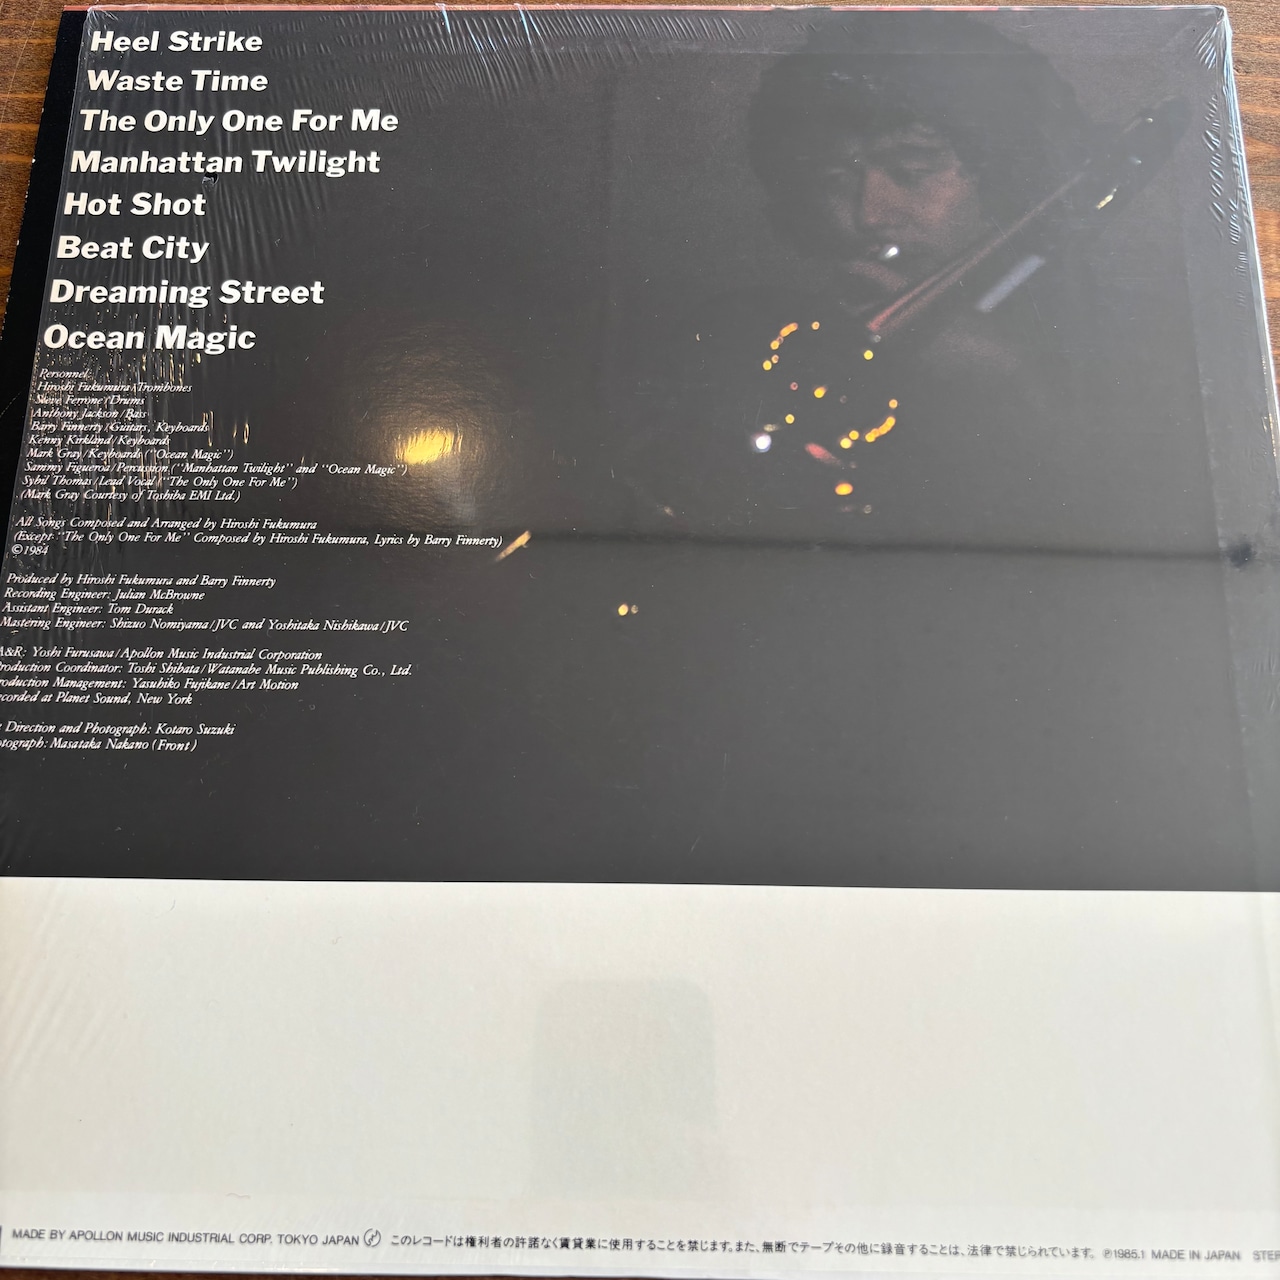 Heel Strike
Waste Time
The Only One For Me
Manhattan Twilight
Hot Shot
Beat City
Dreaming Street
Ocean Magic
Personnel:
Hiroshi Fukumura/Trombones
Steve Ferrone/Drums
Anthony Jackson/Bass
Barry Finnerty/Guitars, Keyboards
Kenny Kirkland/Keyboards
Mark Gray/Keyboards (“Ocean Magic”)
Sammy Figueroa/Percussion (“Manhattan Twilight” and “Ocean Magic”)
Sybil Thomas/Lead Vocal (“The Only One For Me”)
(Mark Gray Courtesy of Toshiba EMI Ltd.)
All Songs Composed and Arranged by Hiroshi Fukumura
(Except “The Only One For Me” Composed by Hiroshi Fukumura, Lyrics by Barry Finnerty)
©1984
Produced by Hiroshi Fukumura and Barry Finnerty
Recording Engineer: Julian McBrowne
Assistant Engineer: Tom Durack
Mastering Engineer: Shizuo Nomiyama/JVC and Yoshitaka Nishikawa/JVC
A&R: Yoshi Furusawa/Apollon Music Industrial Corporation
roduction Coordinator: Toshi Shibata/Watanabe Music Publishing Co., Ltd.
roduction Management: Yasuhiko Fujikane/Art Motion
corded at Planet Sound, New York
t Direction and Photograph: Kotaro Suzuki
otograph: Masataka Nakano (Front)
MADE BY APOLLON MUSIC INDUSTRIAL CORP. TOKYO JAPAN このレコードは権利者の許諾なく賃貸業に使用することを禁じます。また、無断でテープその他に録音することは、法律で禁じられています。 ℗1985.1 MADE IN JAPAN STER